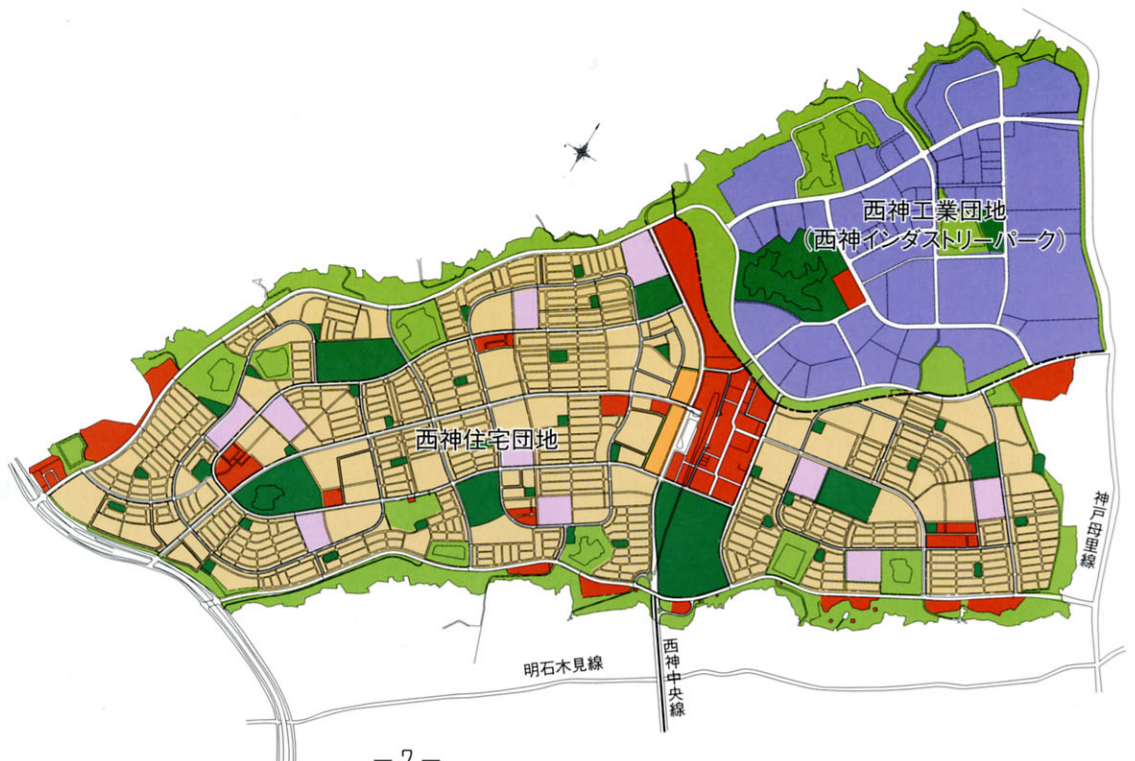 西神工業団地
（西神インダストリーパーク）
西神住宅団地
神戸母里線
明石木見線
西神中央線
— 7 —